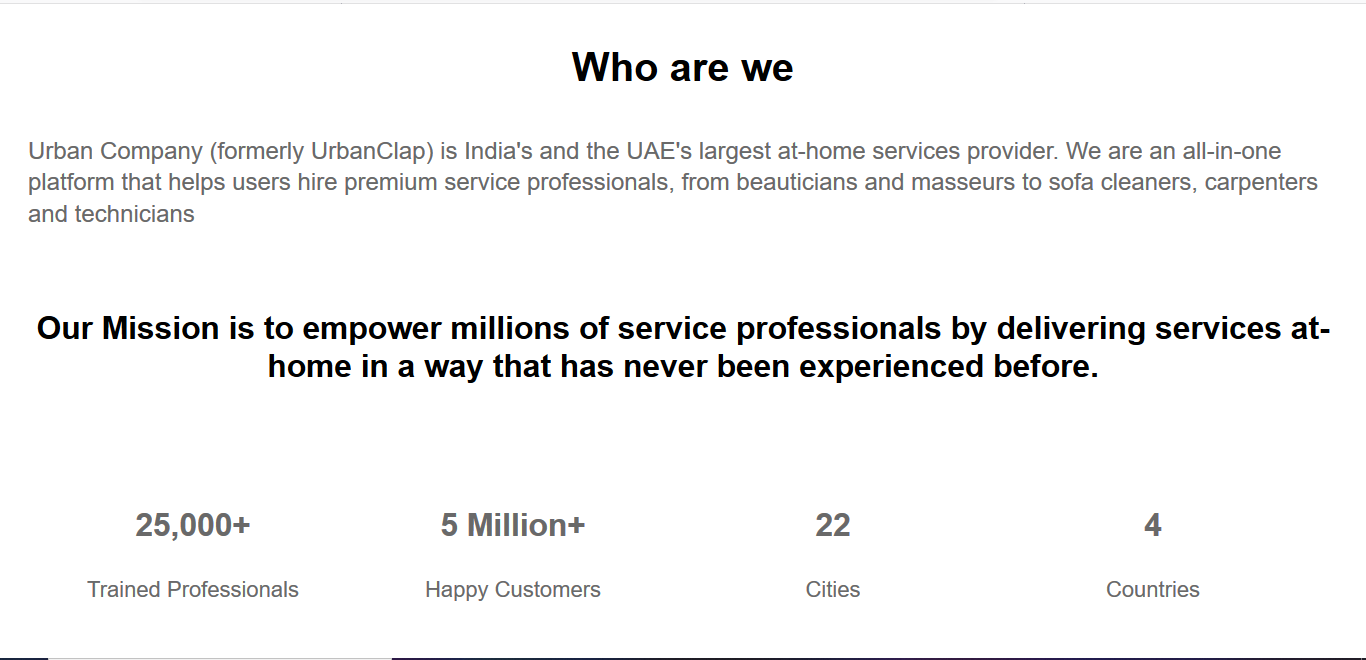 Who are we
Urban Company (formerly UrbanClap) is India's and the UAE's largest at-home services provider. We are an all-in-one
platform that helps users hire premium service professionals, from beauticians and masseurs to sofa cleaners, carpenters
and technicians
Our Mission is to empower millions of service professionals by delivering services at-
home in a way that has never been experienced before.
25,000+ 5 Million+ 22 4
Trained Professionals Happy Customers Cities Countries